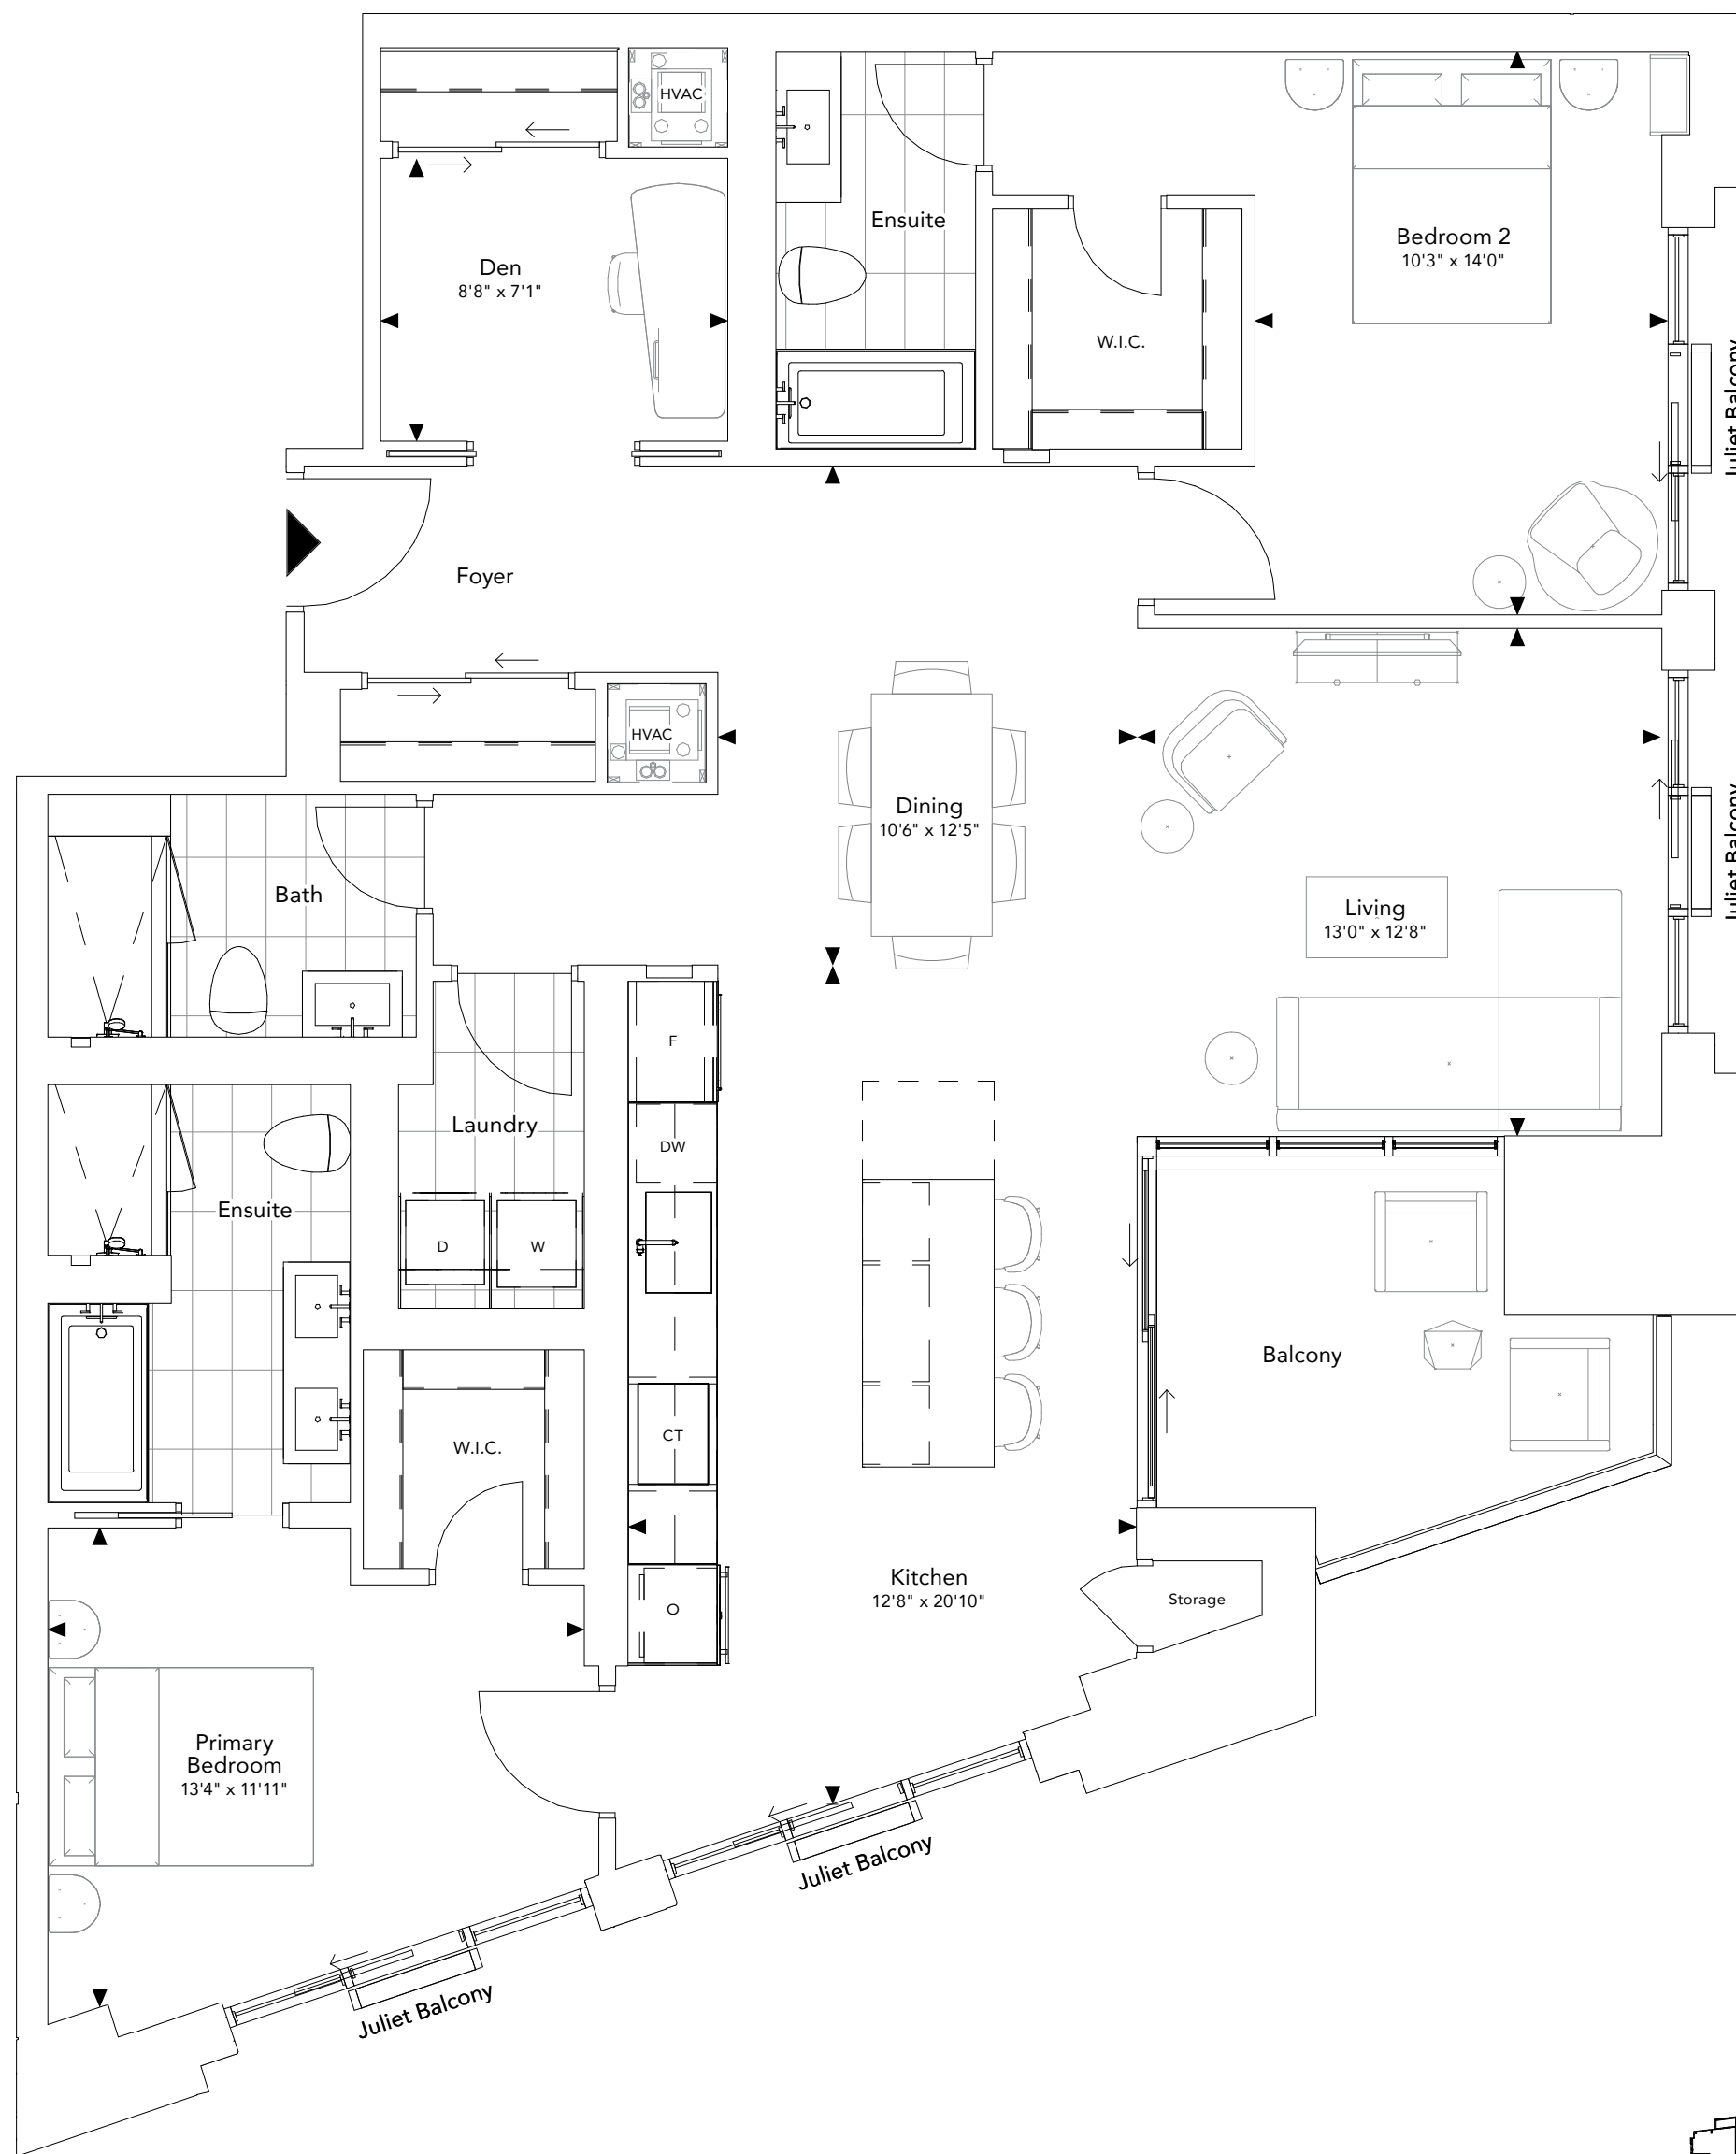 HVAC
Ensuite
Bedroom 2
10'3" x 14'0"
Den
8'8" x 7'1"
W.I.C.
Juliet Balcony
Foyer
HVAC
Dining
10'6" x 12'5"
Juliet Balcony
Bath
Living
13'0" x 12'8"
F
Laundry
DW
Ensuite
D
W
Balcony
CT
W.I.C.
Kitchen
12'8" x 20'10"
Storage
O
Primary
Bedroom
13'4" x 11'11"
Juliet Balcony
Juliet Balcony